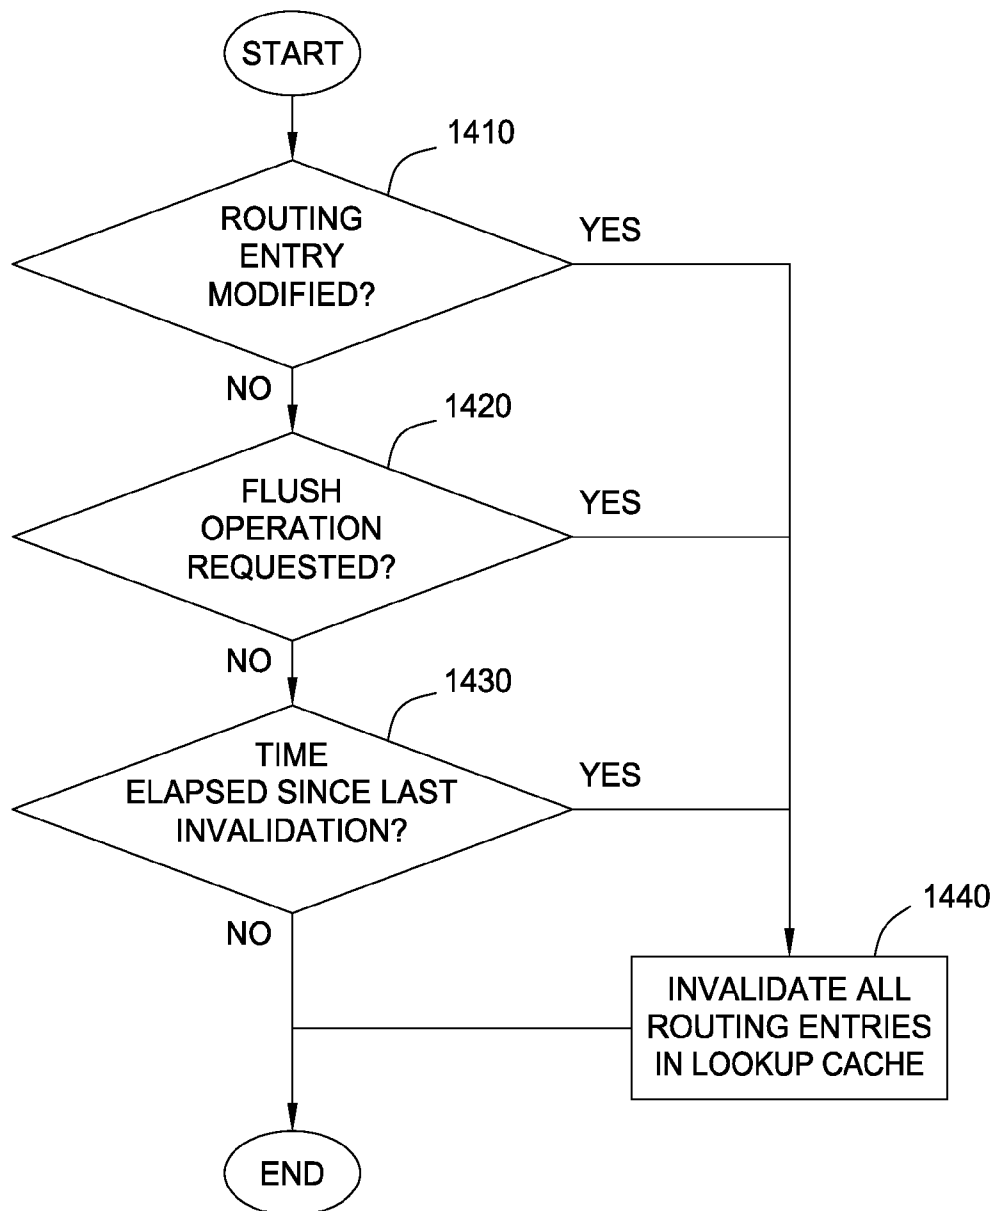 START
1410
ROUTING
ENTRY
MODIFIED?
YES
NO
1420
FLUSH
OPERATION
REQUESTED?
YES
NO
1430
TIME
ELAPSED SINCE LAST
INVALIDATION?
YES
NO
1440
INVALIDATE ALL
ROUTING ENTRIES
IN LOOKUP CACHE
END